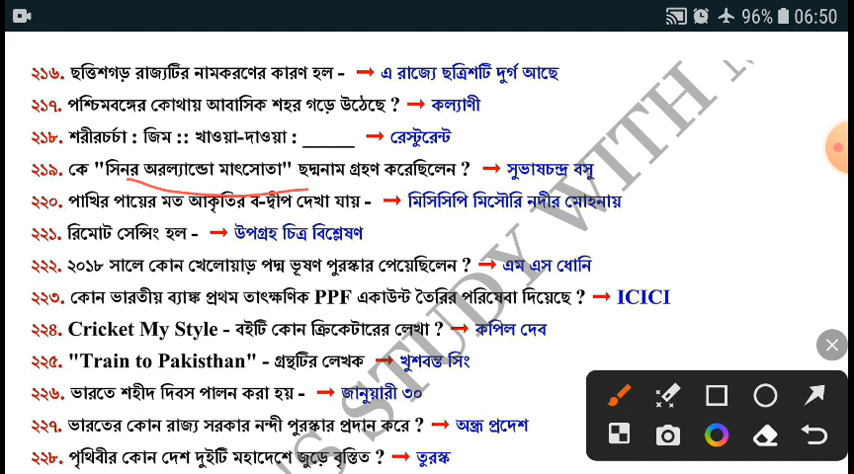 96% 06:50
২১৬. ছত্তিশগড় রাজ্যটির নামকরণের কারণ হল - → এ রাজ্যে ছত্রিশটি দুর্গ আছে
২১৭. পশ্চিমবঙ্গের কোথায় আবাসিক শহর গড়ে উঠেছে ? → কল্যাণী
২১৮. শরীরচর্চা : জিম :: খাওয়া-দাওয়া : _____ → রেস্টুরেন্ট
২১৯. কে "সিনর অরল্যান্ডো মাৎসোতা" ছদ্মনাম গ্রহণ করেছিলেন ? → সুভাষচন্দ্র বসু
২২০. পাখির পায়ের মত আকৃতির ব-দ্বীপ দেখা যায় - → মিসিসিপি মিসৌরি নদীর মোহনায়
২২১. রিমোট সেন্সিং হল - → উপগ্রহ চিত্র বিশ্লেষণ
২২২. ২০১৮ সালে কোন খেলোয়াড় পদ্ম ভূষণ পুরস্কার পেয়েছিলেন ? → এম এস ধোনি
২২৩. কোন ভারতীয় ব্যাঙ্ক প্রথম তাৎক্ষণিক PPF একাউন্ট তৈরির পরিষেবা দিয়েছে ? → ICICI
২২৪. Cricket My Style - বইটি কোন ক্রিকেটারের লেখা ? → কপিল দেব
২২৫. "Train to Pakisthan" - গ্রন্থটির লেখক → খুশবন্ত সিং
২২৬. ভারতে শহীদ দিবস পালন করা হয় - → জানুয়ারী ৩০
২২৭. ভারতের কোন রাজ্য সরকার নন্দী পুরস্কার প্রদান করে ? → অন্ধ্র প্রদেশ
২২৮. পৃথিবীর কোন দেশ দুইটি মহাদেশে জুড়ে বৃস্তিত ? → তুরস্ক
STUDY WITH